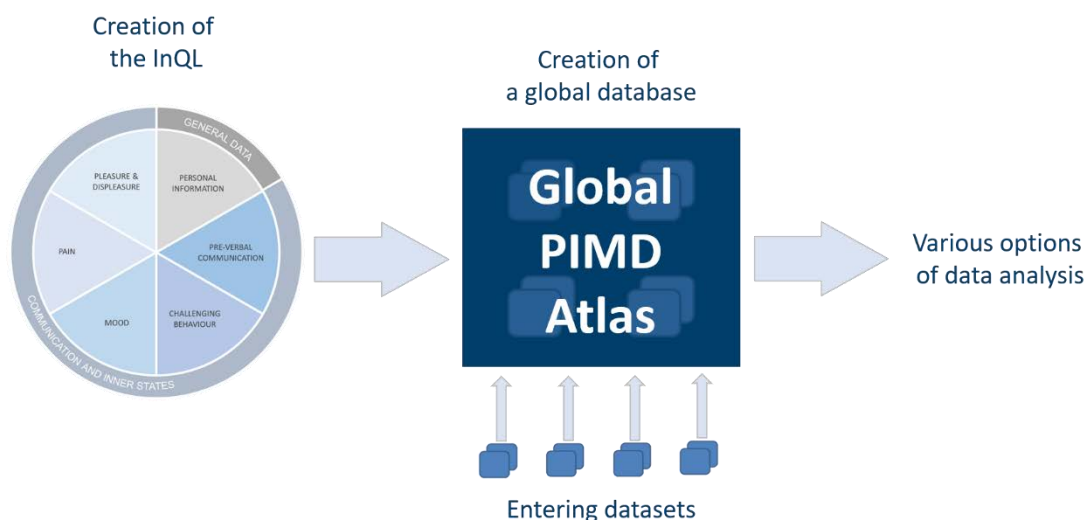 Creation of
the InQL
GENERAL DATA
PLEASURE &
DISPLEASURE
PERSONAL
INFORMATION
PAIN
PRE-VERBAL
COMMUNICATION
MOOD
CHALLENGING
BEHAVIOUR
COMMUNICATION AND INNER STATES
Creation of
a global database
Global
PIMD
Atlas
Entering datasets
Various options
of data analysis